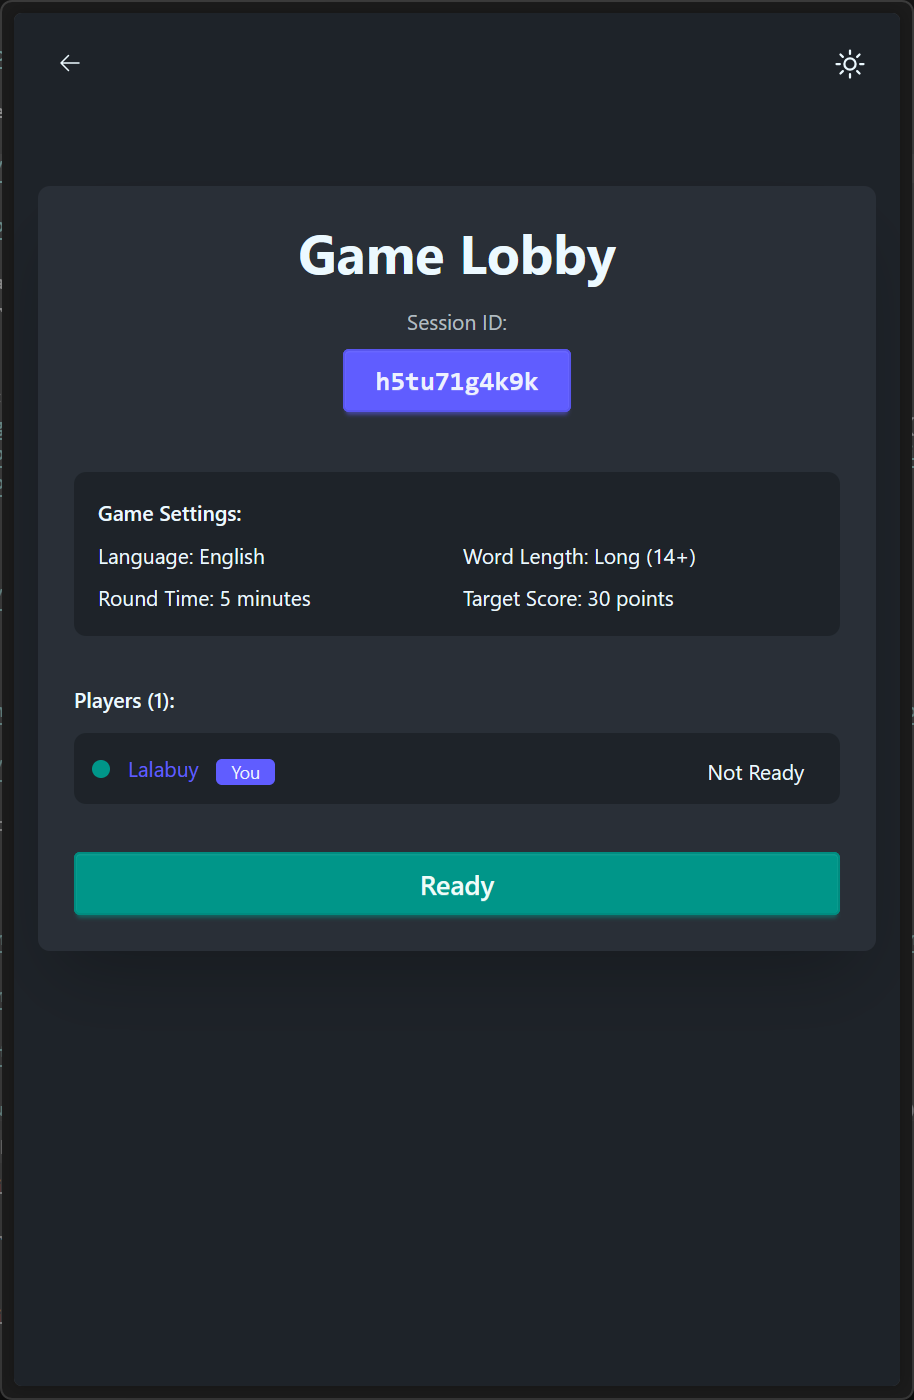 Game Lobby
Session ID:
h5tu71g4k9k
Game Settings:
Language: English
Word Length: Long (14+)
Round Time: 5 minutes
Target Score: 30 points
Players (1):
Lalabuy You Not Ready
Ready